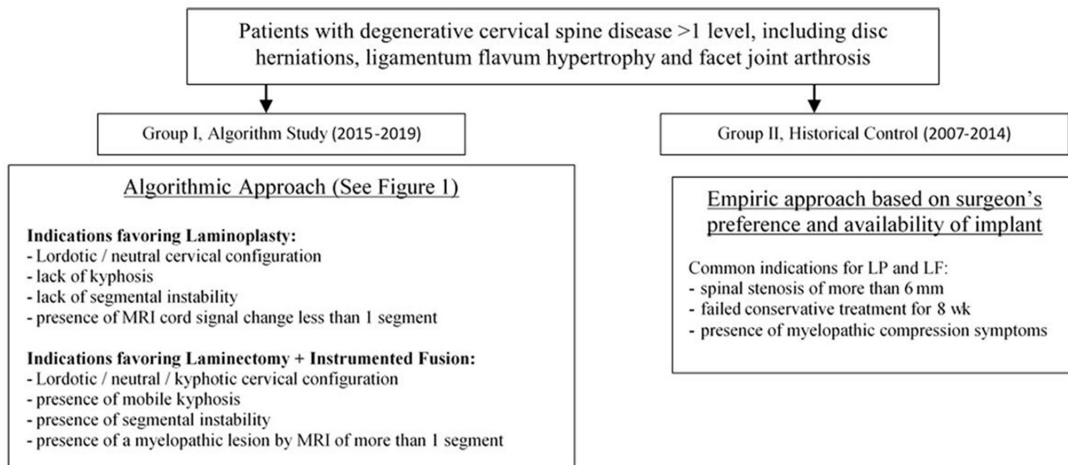 Patients with degenerative cervical spine disease >1 level, including disc
herniations, ligamentum flavum hypertrophy and facet joint arthrosis
Group I, Algorithm Study (2015-2019)
Group II, Historical Control (2007-2014)
Algorithmic Approach (See Figure 1)
Indications favoring Laminoplasty:
- Lordotic / neutral cervical configuration
- lack of kyphosis
- lack of segmental instability
- presence of MRI cord signal change less than 1 segment
Indications favoring Laminectomy + Instrumented Fusion:
- Lordotic / neutral / kyphotic cervical configuration
- presence of mobile kyphosis
- presence of segmental instability
- presence of a myelopathic lesion by MRI of more than 1 segment
Empiric approach based on surgeon's
preference and availability of implant
Common indications for LP and LF:
- spinal stenosis of more than 6 mm
- failed conservative treatment for 8 wk
- presence of myelopathic compression symptoms